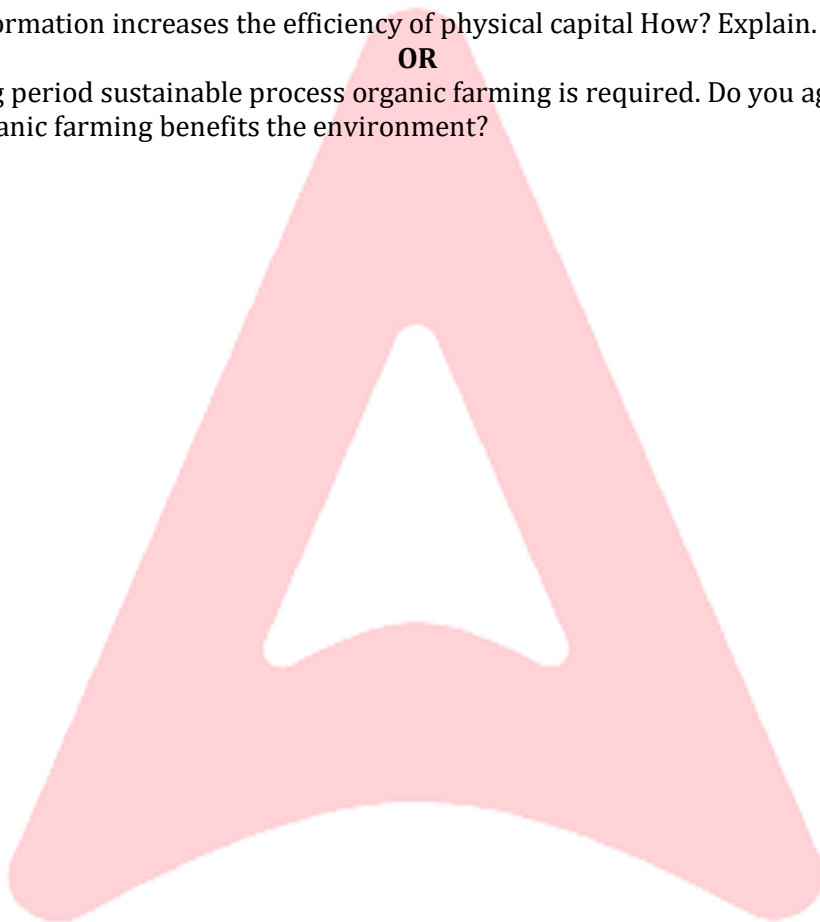 ormation increases the efficiency of physical capital How? Explain.
OR
g period sustainable process organic farming is required. Do you ag
anic farming benefits the environment?